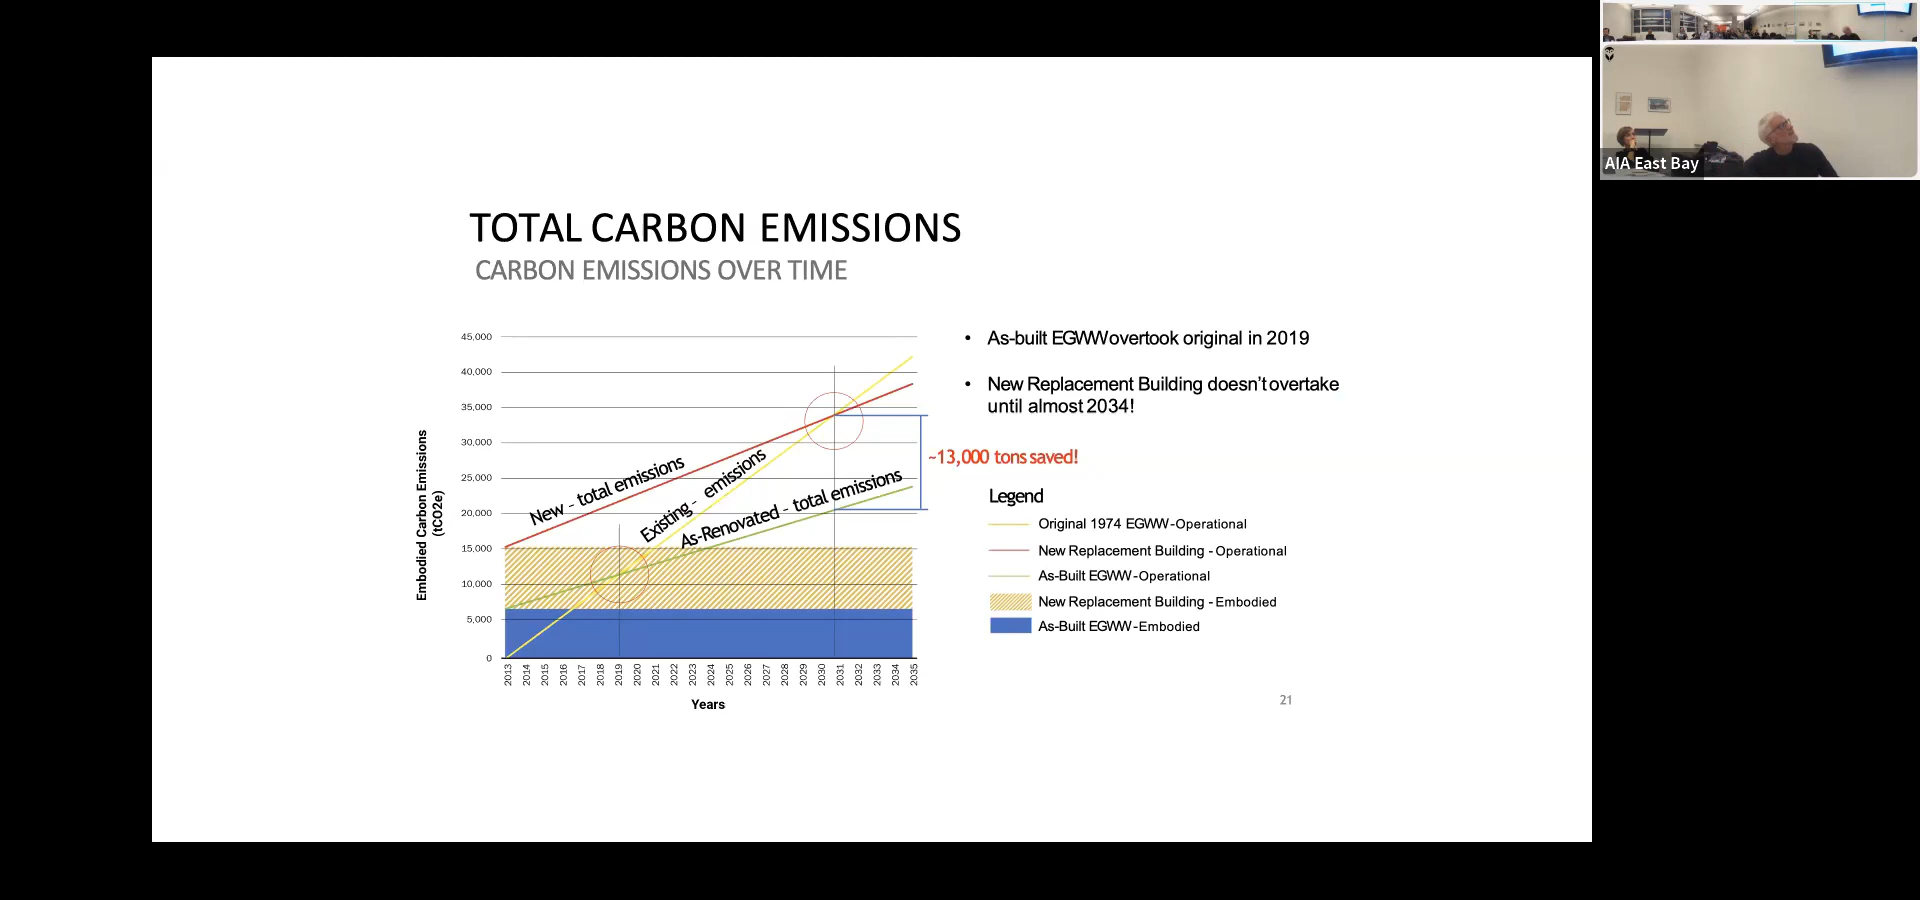 TOTAL CARBON EMISSIONS
CARBON EMISSIONS OVER TIME
45,000
40,000
35,000
30,000
25,000
20,000
15,000
10,000
5,000
0
Embodied Carbon Emissions
(tCO2e)
New - total emissions
Existing - emissions
As-Renovated - total emissions
2013 2014 2015 2016 2017 2018 2019 2020 2021 2022 2023 2024 2025 2026 2027 2028 2029 2030 2031 2032 2033 2034 2035
Years
• As-built EGWW overtook original in 2019
• New Replacement Building doesn't overtake
until almost 2034!
~13,000 tons saved!
Legend
Original 1974 EGWW - Operational
New Replacement Building - Operational
As-Built EGWW - Operational
New Replacement Building - Embodied
As-Built EGWW - Embodied
21
AIA East Bay